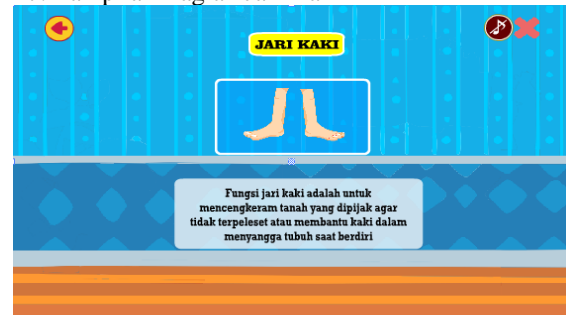 JARI KAKI
Fungsi jari kaki adalah untuk
mencengkeram tanah yang dipijak agar
tidak terpeleset atau membantu kaki dalam
menyangga tubuh saat berdiri